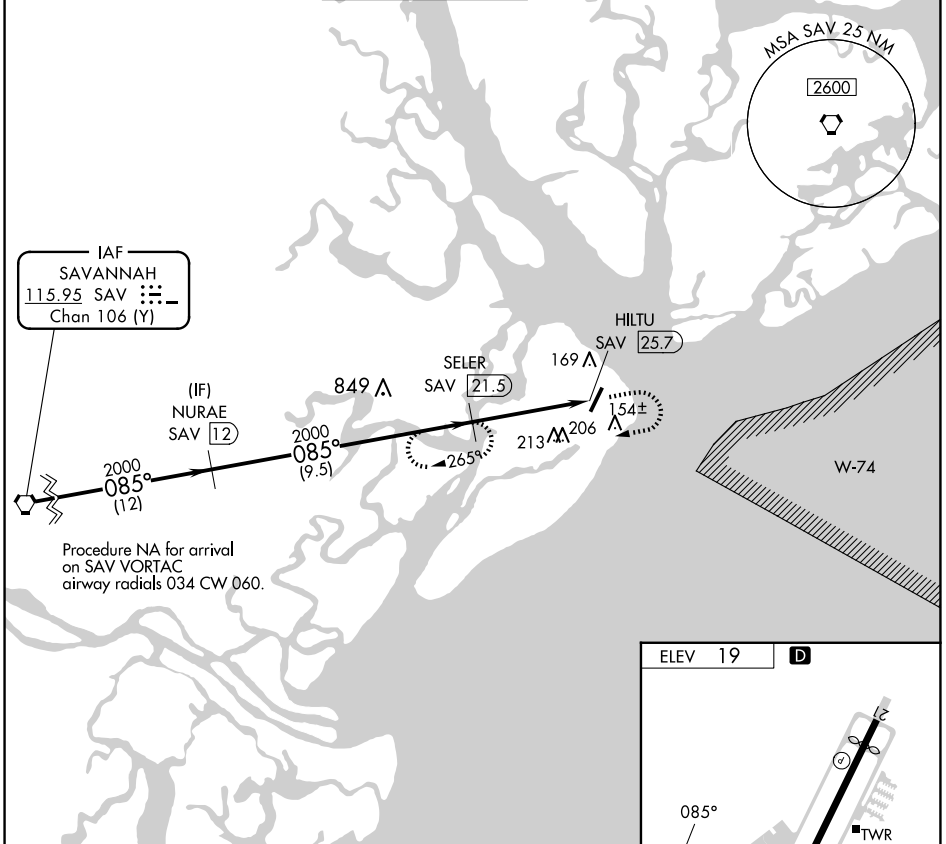 MSA SAV 25 NM
2600
IAF
SAVANNAH
115.95 SAV
Chan 106 (Y)
HILTU
SAV 25.7
169
SELER
SAV 21.5
849
(IF)
NURAE
SAV 12
154±
206
213
2000
085°
(9.5)
265°
2000
085°
(12)
W-74
Procedure NA for arrival
on SAV VORTAC
airway radials 034 CW 060.
ELEV 19 D
21
P
085°
TWR